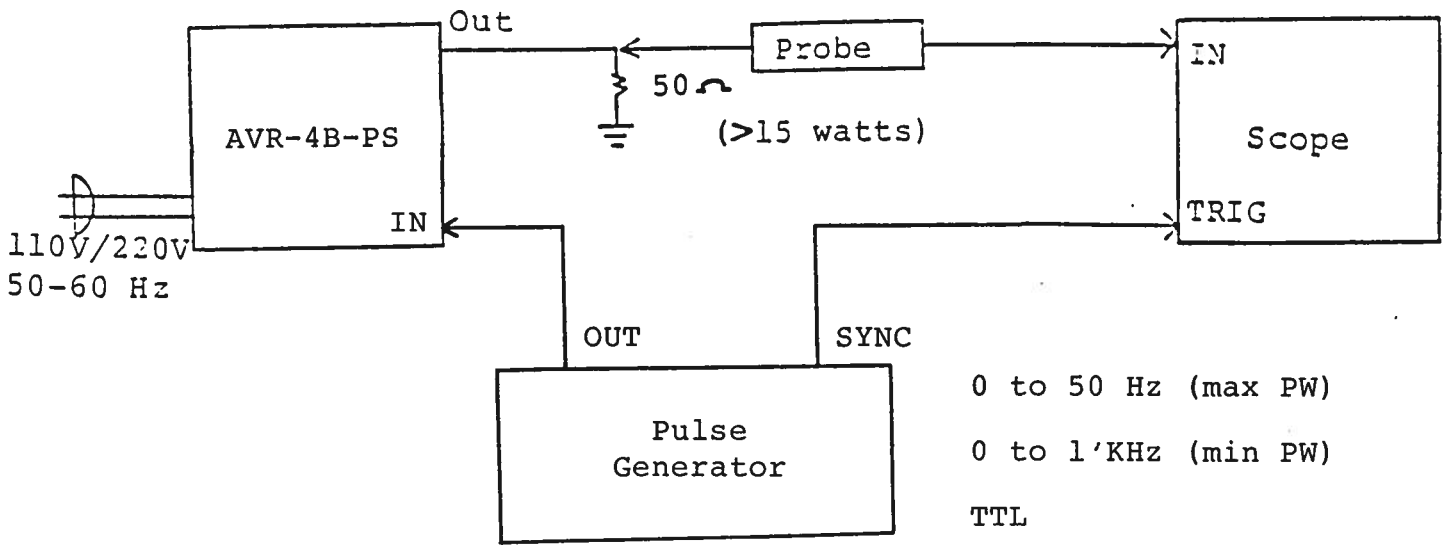 Out
AVR-4B-PS
IN
110V/220V
50-60 Hz
50Ω
(>15 watts)
Probe
IN
Scope
TRIG
OUT
SYNC
Pulse
Generator
0 to 50 Hz (max PW)
0 to 1'KHz (min PW)
TTL